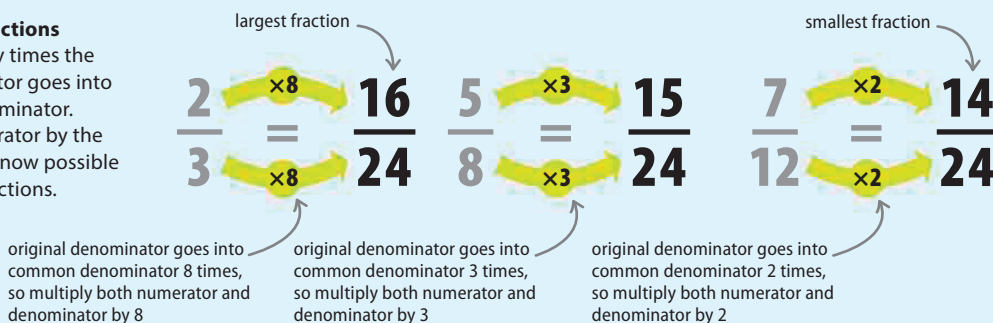 ctions
y times the
tor goes into
minator.
rator by the
now possible
ctions.
largest fraction
smallest fraction
2 ×8 16 5 ×3 15 7 ×2 14
= = =
3 ×8 24 8 ×3 24 12 ×2 24
original denominator goes into
common denominator 8 times,
so multiply both numerator and
denominator by 8
original denominator goes into
common denominator 3 times,
so multiply both numerator and
denominator by 3
original denominator goes into
common denominator 2 times,
so multiply both numerator and
denominator by 2